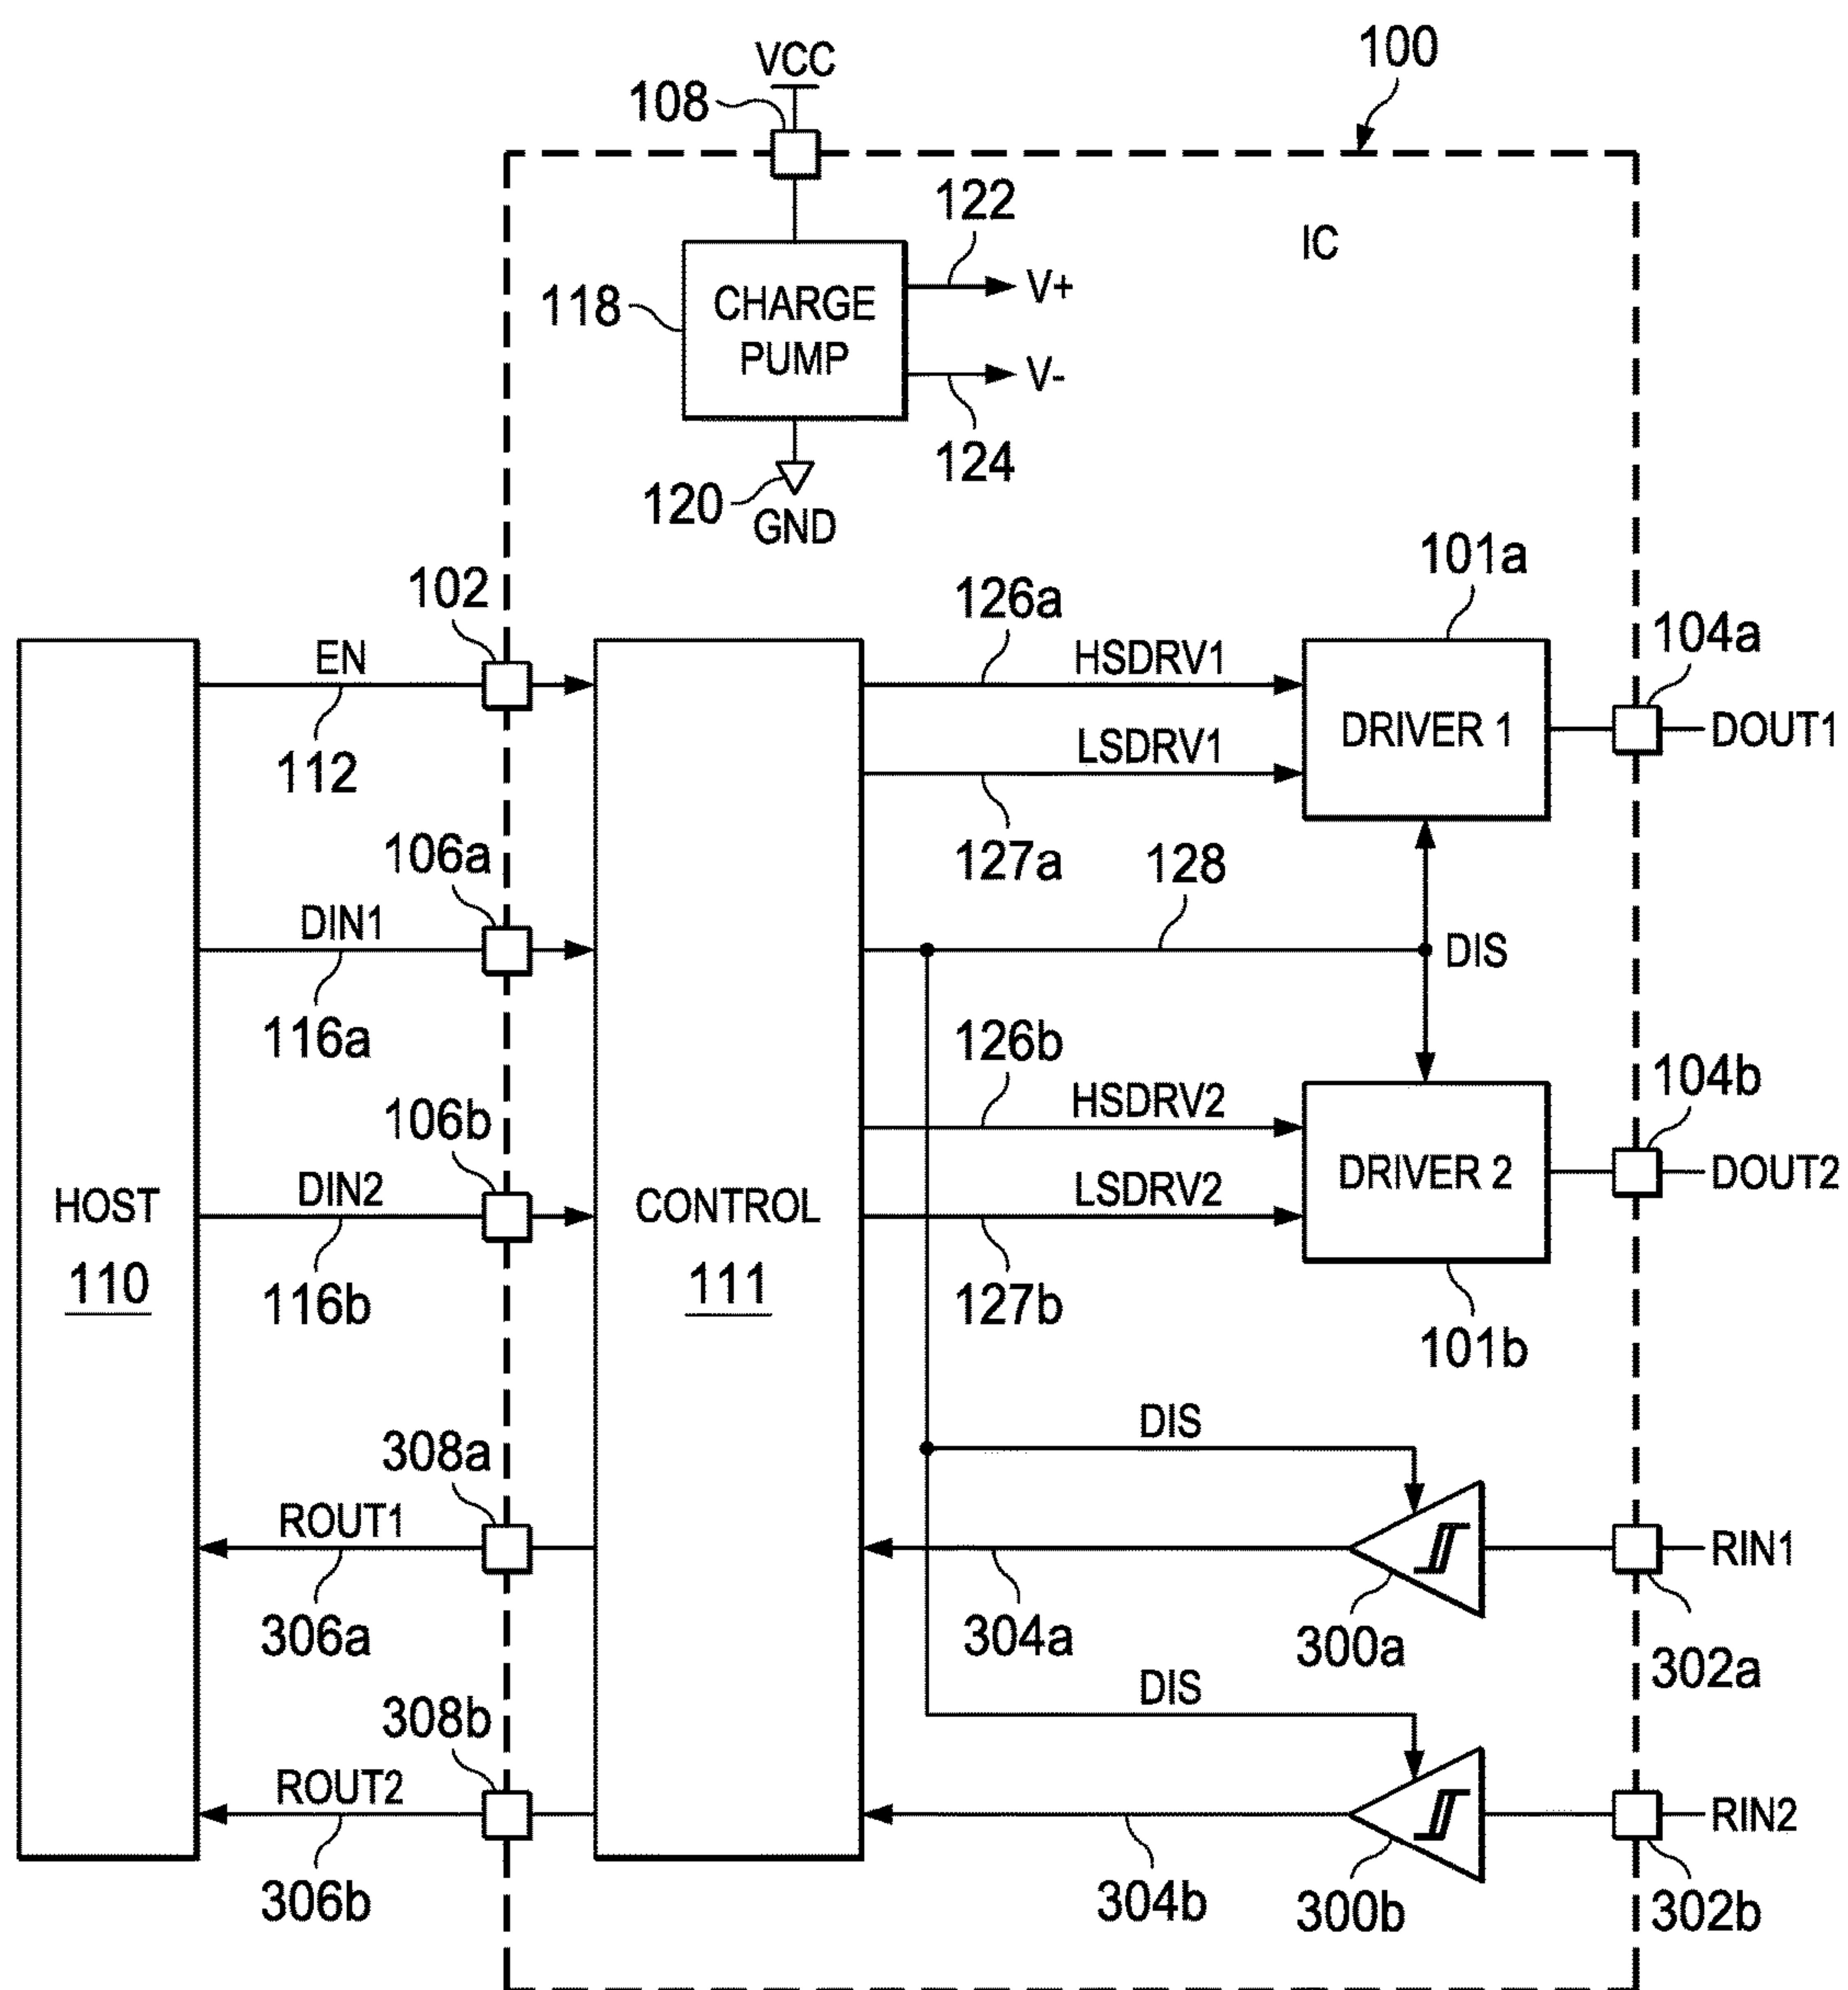 100
VCC
108
IC
122
V+
118
CHARGE
PUMP
V-
124
120
GND
102
126a
101a
104a
EN
HSDRV1
DRIVER 1
DOUT1
112
LSDRV1
127a
106a
128
DIN1
DIS
116a
126b
104b
106b
HSDRV2
DIN2
HOST
110
CONTROL
111
LSDRV2
DRIVER 2
DOUT2
116b
127b
101b
308a
DIS
ROUT1
RIN1
306a
304a
300a
302a
308b
DIS
ROUT2
RIN2
306b
304b
300b
302b